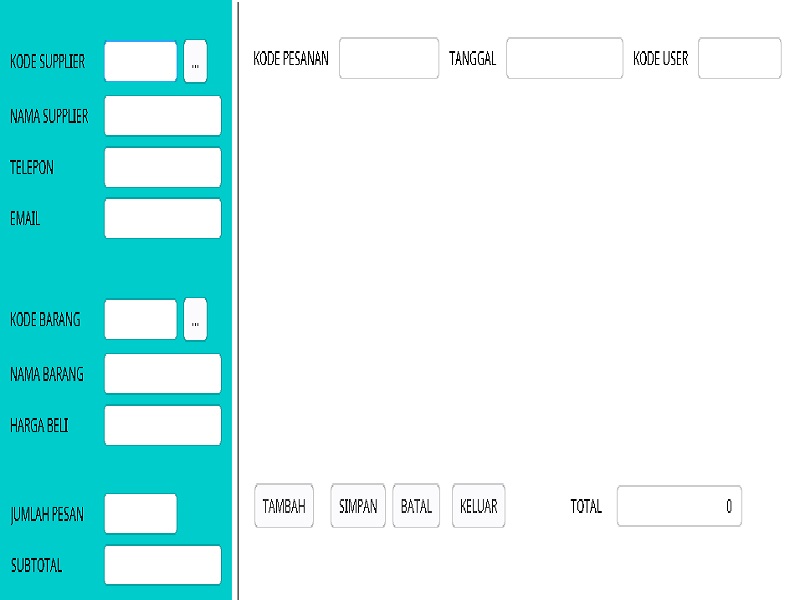 KODE SUPPLIER ...
NAMA SUPPLIER
TELEPON
EMAIL
KODE BARANG ...
NAMA BARANG
HARGA BELI
JUMLAH PESAN
SUBTOTAL
KODE PESANAN TANGGAL KODE USER
TAMBAH SIMPAN BATAL KELUAR TOTAL 0